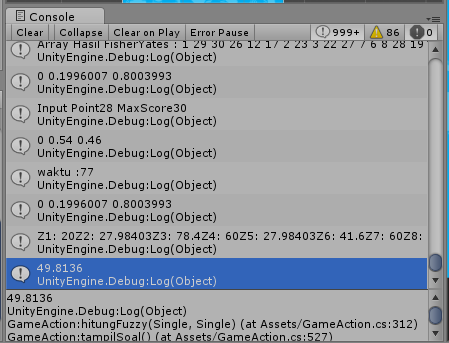 Console
Clear Collapse Clear on Play Error Pause 999+ 86 0
Array Hasil FisherYates : 1 29 30 26 12 17 2 23 3 22 27 7 6 8 28 19
UnityEngine.Debug:Log(Object)
0 0.1996007 0.8003993
UnityEngine.Debug:Log(Object)
Input Point28 MaxScore30
UnityEngine.Debug:Log(Object)
0 0.54 0.46
UnityEngine.Debug:Log(Object)
waktu :77
UnityEngine.Debug:Log(Object)
0 0.1996007 0.8003993
UnityEngine.Debug:Log(Object)
Z1: 20Z2: 27.98403Z3: 78.4Z4: 60Z5: 27.98403Z6: 41.6Z7: 60Z8:
UnityEngine.Debug:Log(Object)
49.8136
UnityEngine.Debug:Log(Object)
49.8136
UnityEngine.Debug:Log(Object)
GameAction:hitungFuzzy(Single, Single) (at Assets/GameAction.cs:312)
GameAction:tampilSoal() (at Assets/GameAction.cs:527)